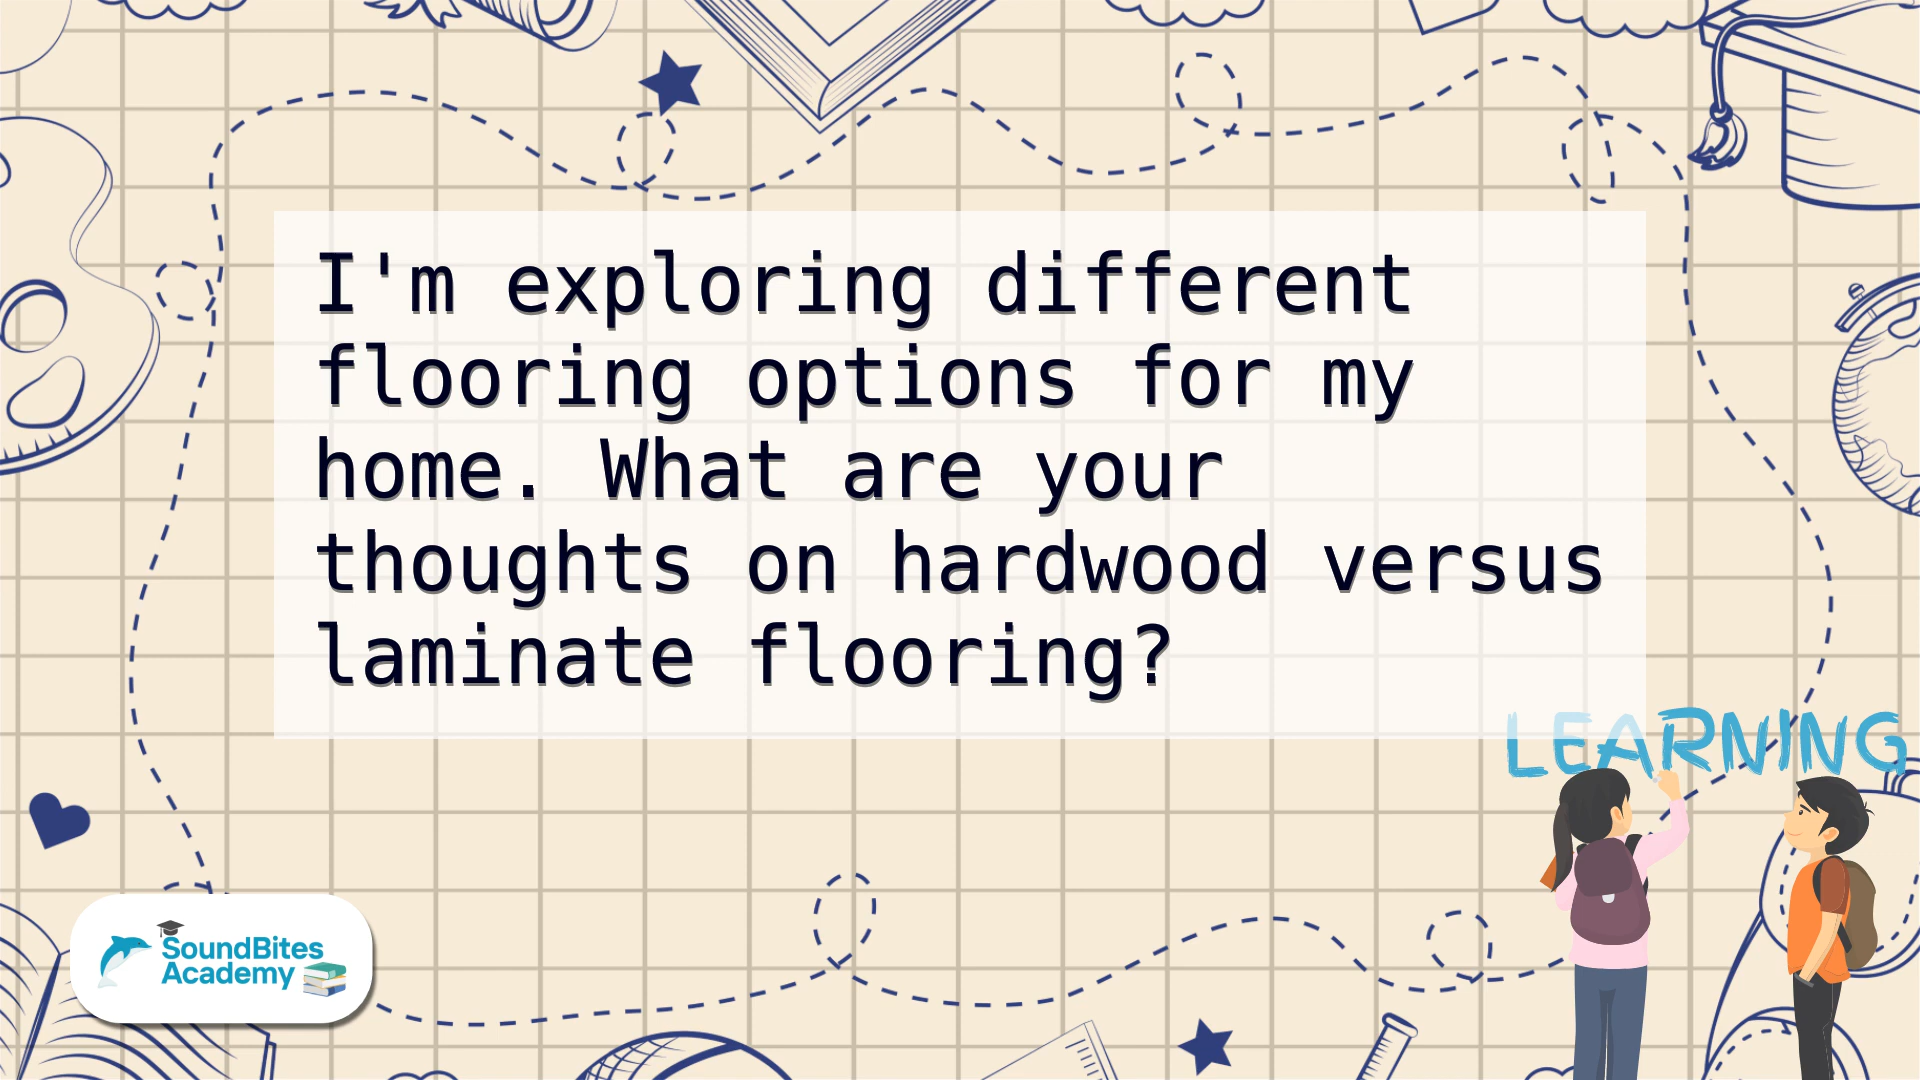 I'm exploring different
flooring options for my
home. What are your
thoughts on hardwood versus
laminate flooring?
LEARNING
SoundBites
Academy